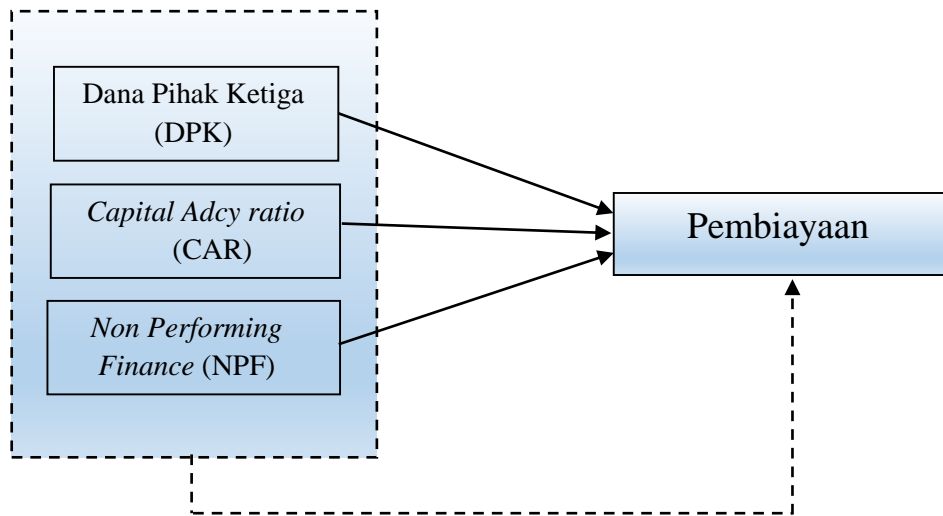 Dana Pihak Ketiga
(DPK)
Capital Adcy ratio
(CAR)
Non Performing
Finance (NPF)
Pembiayaan